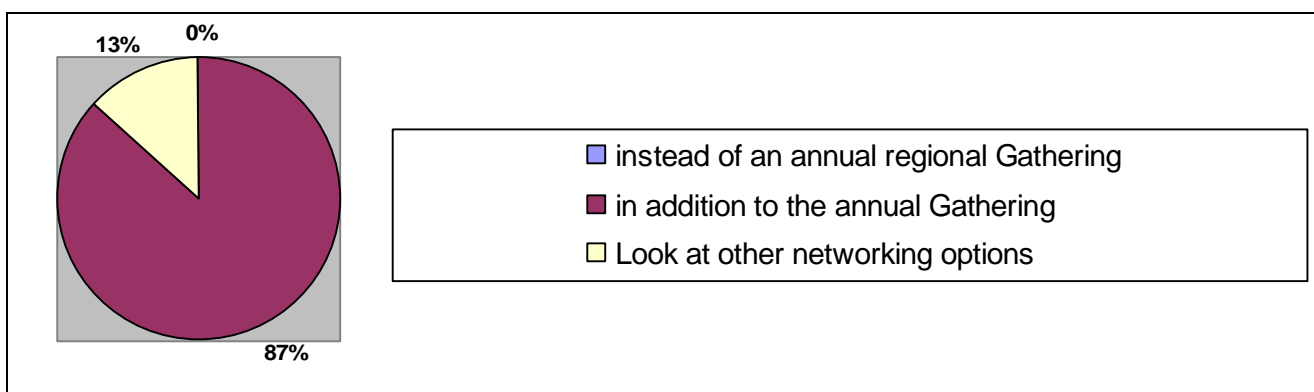 13%
0%
instead of an annual regional Gathering
in addition to the annual Gathering
Look at other networking options
87%